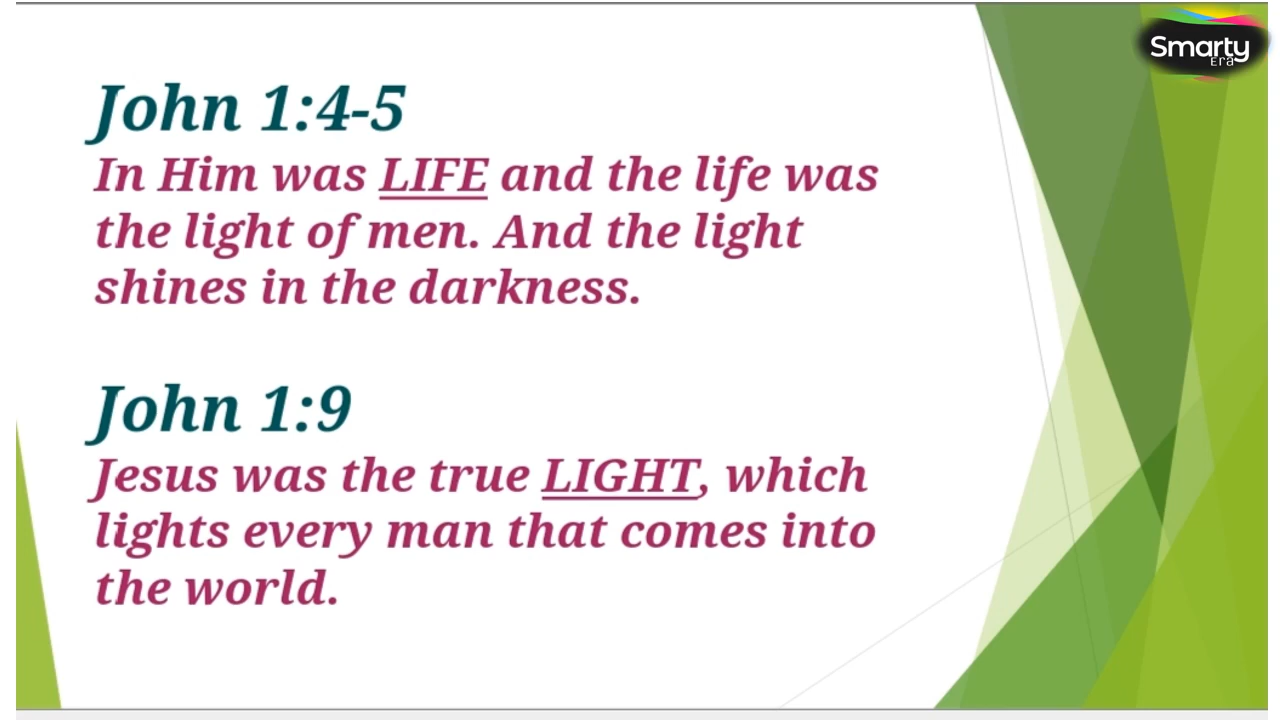 Smarty
Era
John 1:4-5
In Him was LIFE and the life was
the light of men. And the light
shines in the darkness.
John 1:9
Jesus was the true LIGHT, which
lights every man that comes into
the world.